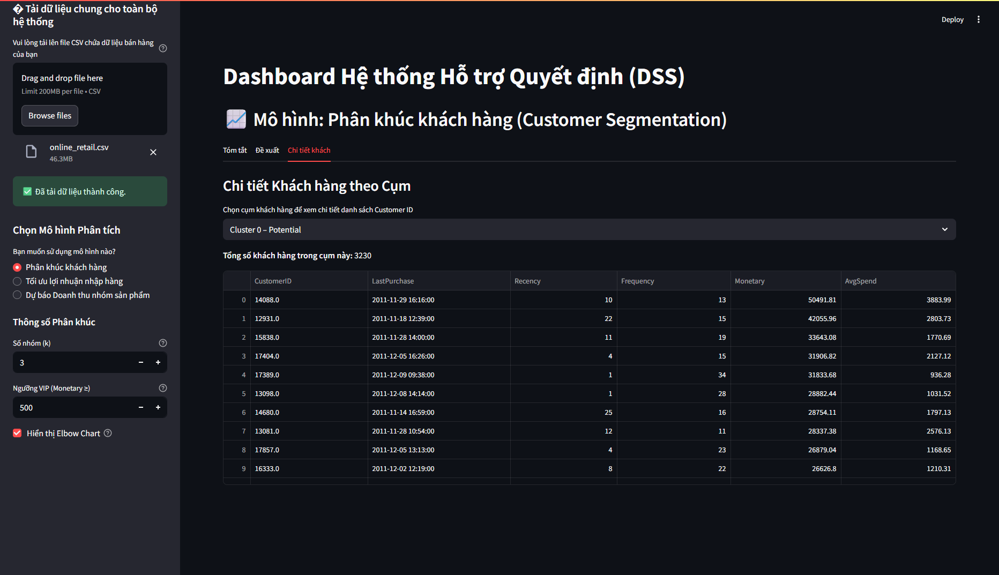 � Tải dữ liệu chung cho toàn bộ
hệ thống
Vui lòng tải lên file CSV chứa dữ liệu bán hàng
của bạn
Drag and drop file here
Limit 200MB per file • CSV
Browse files
online_retail.csv
46.3MB
✅ Đã tải dữ liệu thành công.
Chọn Mô hình Phân tích
Bạn muốn sử dụng mô hình nào?
Phân khúc khách hàng
Tối ưu lợi nhuận nhập hàng
Dự báo Doanh thu nhóm sản phẩm
Thông số Phân khúc
Số nhóm (k)
3
Ngưỡng VIP (Monetary ≥)
500
Hiển thị Elbow Chart
Deploy
Dashboard Hệ thống Hỗ trợ Quyết định (DSS)
📈 Mô hình: Phân khúc khách hàng (Customer Segmentation)
Tóm tắt Đề xuất Chi tiết khách
Chi tiết Khách hàng theo Cụm
Chọn cụm khách hàng để xem chi tiết danh sách Customer ID
Cluster 0 – Potential
Tổng số khách hàng trong cụm này: 3230
CustomerID LastPurchase Recency Frequency Monetary AvgSpend
0 14088.0 2011-11-29 16:16:00 10 13 50491.81 3883.99
1 12931.0 2011-11-18 12:39:00 22 15 42055.96 2803.73
2 15838.0 2011-11-28 14:00:00 11 19 33643.08 1770.69
3 17404.0 2011-12-05 16:26:00 4 15 31906.82 2127.12
4 17389.0 2011-12-09 09:38:00 1 34 31833.68 936.28
5 13098.0 2011-12-08 14:14:00 1 28 28882.44 1031.52
6 14680.0 2011-11-14 16:59:00 25 16 28754.11 1797.13
7 13081.0 2011-11-28 10:54:00 12 11 28337.38 2576.13
8 17857.0 2011-12-05 13:13:00 4 23 26879.04 1168.65
9 16333.0 2011-12-02 12:19:00 8 22 26626.8 1210.31